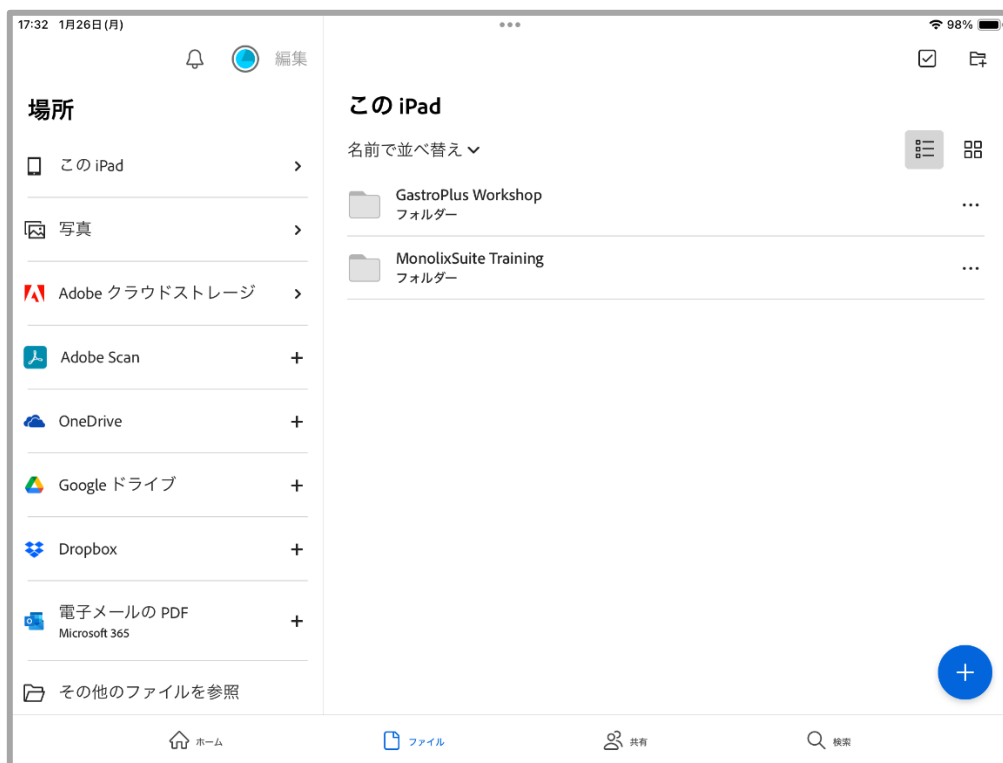 17:32 1月26日(月)
98%
編集
場所
この iPad
写真
Adobe クラウドストレージ
Adobe Scan
OneDrive
Google ドライブ
Dropbox
電子メールの PDF
Microsoft 365
その他のファイルを参照
この iPad
名前で並べ替え
GastroPlus Workshop
フォルダー
MonolixSuite Training
フォルダー
ホーム
ファイル
共有
検索